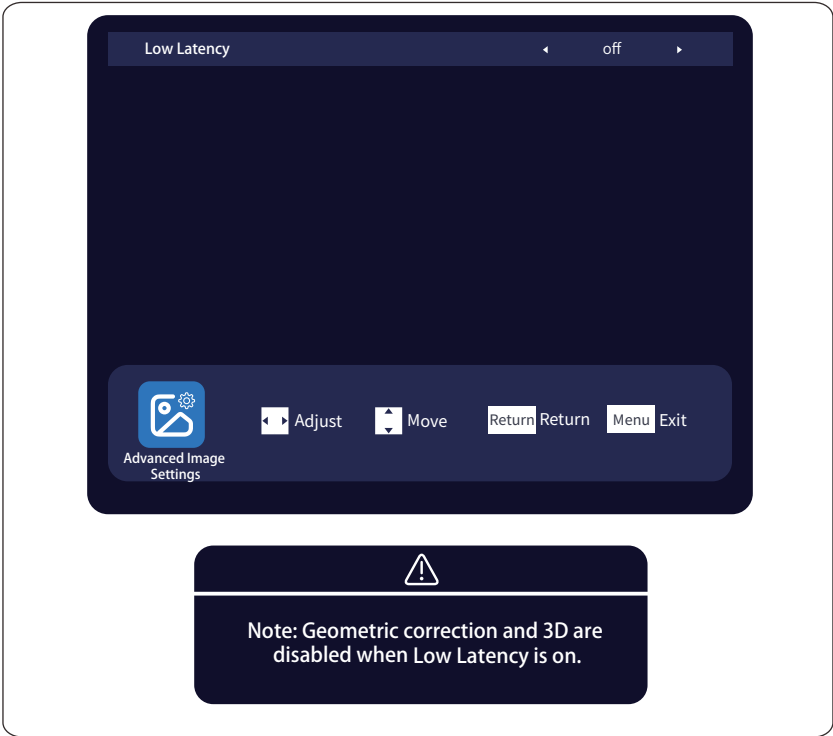 Low Latency off
Advanced Image
Settings
Adjust Move Return Return Menu Exit
Note: Geometric correction and 3D are
disabled when Low Latency is on.